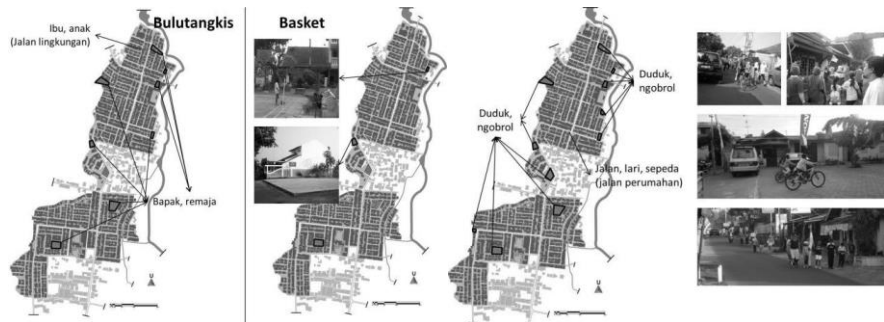 Bulutangkis
Ibu, anak
(Jalan lingkungan)
Bapak, remaja
U
Basket
U
Duduk,
ngobrol
Duduk,
ngobrol
Jalan, lari, sepeda
(jalan perumahan)
U